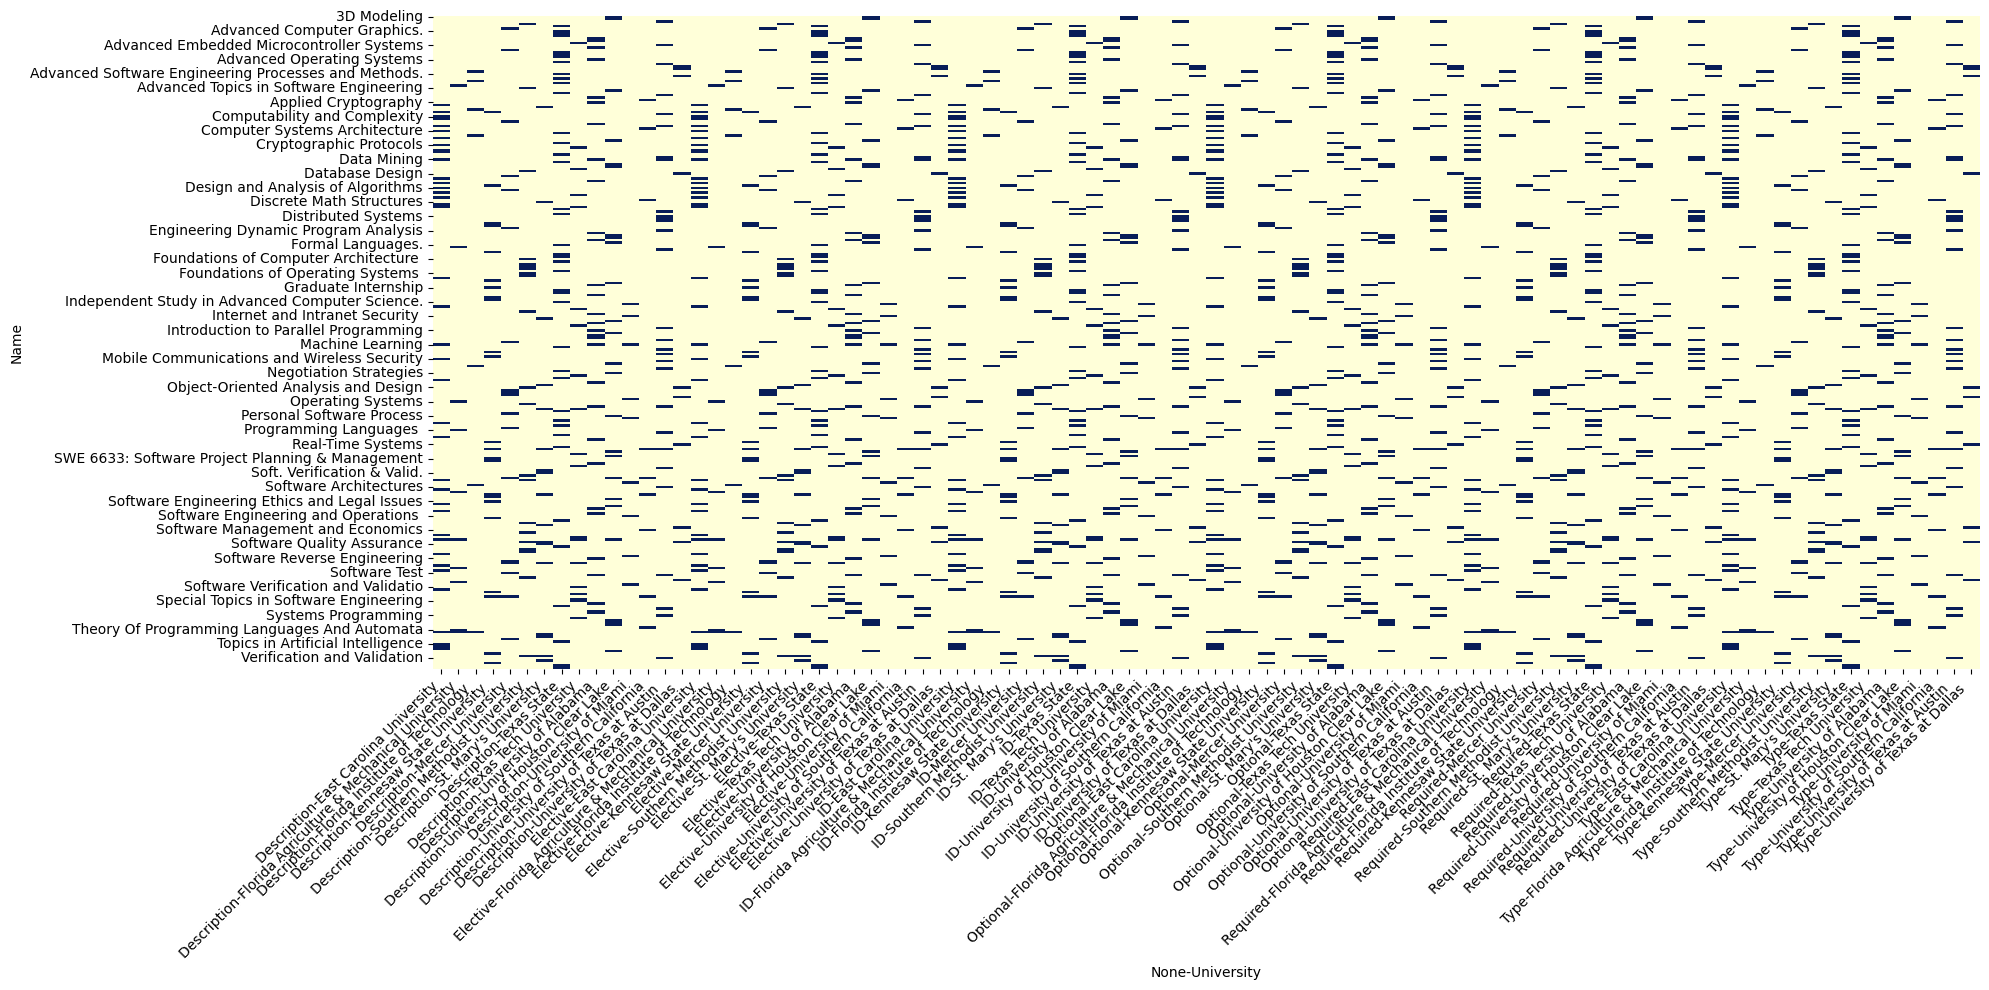 3D Modeling
Advanced Computer Graphics.
Advanced Embedded Microcontroller Systems
Advanced Operating Systems
Advanced Software Engineering Processes and Methods.
Advanced Topics in Software Engineering
Applied Cryptography
Computability and Complexity
Computer Systems Architecture
Cryptographic Protocols
Data Mining
Database Design
Design and Analysis of Algorithms
Discrete Math Structures
Distributed Systems
Engineering Dynamic Program Analysis
Formal Languages.
Foundations of Computer Architecture
Foundations of Operating Systems
Graduate Internship
Independent Study in Advanced Computer Science.
Internet and Intranet Security
Introduction to Parallel Programming
Machine Learning
Mobile Communications and Wireless Security
Negotiation Strategies
Object-Oriented Analysis and Design
Operating Systems
Personal Software Process
Programming Languages
Real-Time Systems
SWE 6633: Software Project Planning & Management
Soft. Verification & Valid.
Software Architectures
Software Engineering Ethics and Legal Issues
Software Engineering and Operations
Software Management and Economics
Software Quality Assurance
Software Reverse Engineering
Software Test
Software Verification and Validatio
Special Topics in Software Engineering
Systems Programming
Theory Of Programming Languages And Automata
Topics in Artificial Intelligence
Verification and Validation
Name
Description-East Carolina University
Description-Florida Agriculture & Mechanical University
Description-Florida Institute of Technology
Description-Kennesaw State University
Description-Mercer University
Description-Southern Methodist University
Description-St. Mary's University
Description-Texas State
Description-Texas Tech University
Description-University of Alabama
Description-University of Houston Clear Lake
Description-University of Miami
Description-University of Southern California
Description-University of Texas at Austin
Description-University of Texas at Dallas
Elective-East Carolina University
Elective-Florida Agriculture & Mechanical University
Elective-Florida Institute of Technology
Elective-Kennesaw State University
Elective-Mercer University
Elective-Southern Methodist University
Elective-St. Mary's University
Elective-Texas State
Elective-Texas Tech University
Elective-University of Alabama
Elective-University of Houston Clear Lake
Elective-University of Miami
Elective-University of Southern California
Elective-University of Texas at Austin
Elective-University of Texas at Dallas
ID-East Carolina University
ID-Florida Agriculture & Mechanical University
ID-Florida Institute of Technology
ID-Kennesaw State University
ID-Mercer University
ID-Southern Methodist University
ID-St. Mary's University
ID-Texas State
ID-Texas Tech University
ID-University of Alabama
ID-University of Houston Clear Lake
ID-University of Miami
ID-University of Southern California
ID-University of Texas at Austin
ID-University of Texas at Dallas
Optional-East Carolina University
Optional-Florida Agriculture & Mechanical University
Optional-Florida Institute of Technology
Optional-Kennesaw State University
Optional-Mercer University
Optional-Southern Methodist University
Optional-St. Mary's University
Optional-Texas State
Optional-Texas Tech University
Optional-University of Alabama
Optional-University of Houston Clear Lake
Optional-University of Miami
Optional-University of Southern California
Optional-University of Texas at Austin
Optional-University of Texas at Dallas
Required-East Carolina University
Required-Florida Agriculture & Mechanical University
Required-Florida Institute of Technology
Required-Kennesaw State University
Required-Mercer University
Required-Southern Methodist University
Required-St. Mary's University
Required-Texas State
Required-Texas Tech University
Required-University of Alabama
Required-University of Houston Clear Lake
Required-University of Miami
Required-University of Southern California
Required-University of Texas at Austin
Required-University of Texas at Dallas
Type-East Carolina University
Type-Florida Agriculture & Mechanical University
Type-Florida Institute of Technology
Type-Kennesaw State University
Type-Mercer University
Type-Southern Methodist University
Type-St. Mary's University
Type-Texas State
Type-Texas Tech University
Type-University of Alabama
Type-University of Houston Clear Lake
Type-University of Miami
Type-University of Southern California
Type-University of Texas at Austin
Type-University of Texas at Dallas
None-University